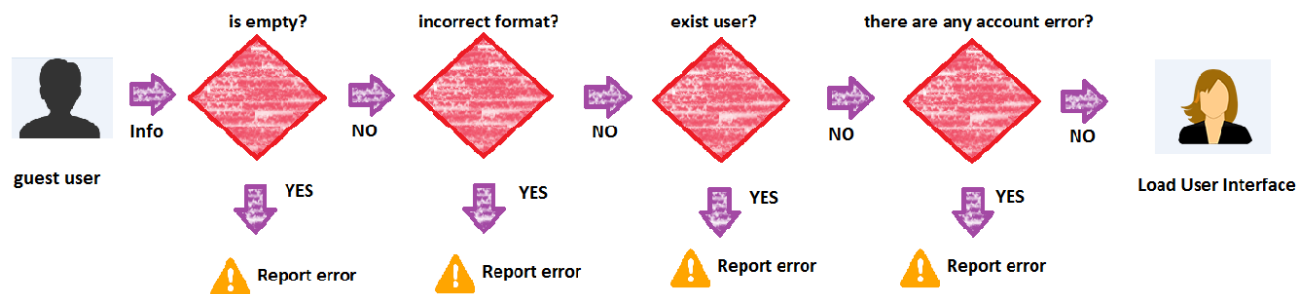 is empty?
incorrect format?
exist user?
there are any account error?
Info
NO
NO
NO
NO
guest user
Load User Interface
YES
YES
YES
YES
Report error
Report error
Report error
Report error